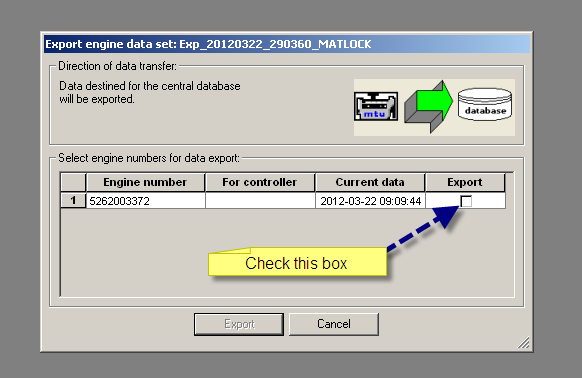 Export engine data set: Exp_20120322_290360_MATLOCK
Direction of data transfer:
Data destined for the central database
will be exported.
mtu
database
Select engine numbers for data export:
Engine number For controller Current data Export
1 5262003372 2012-03-22 09:09:44
Check this box
Export Cancel